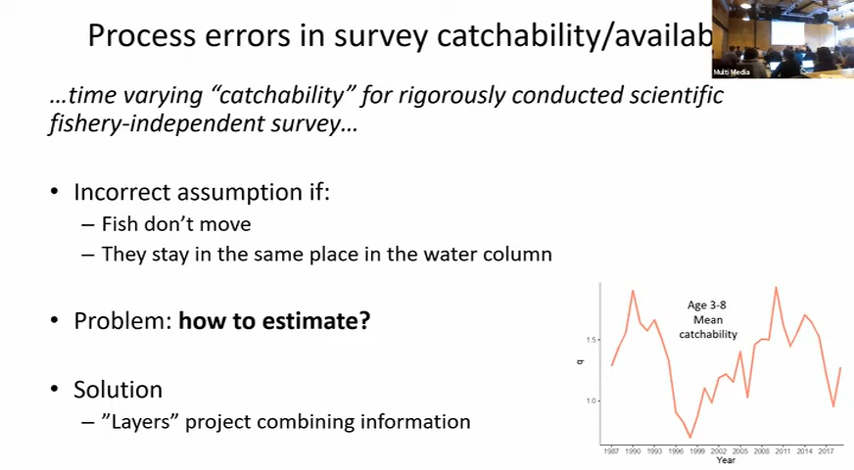 Process errors in survey catchability/availab
Multi Media
…time varying “catchability” for rigorously conducted scientific
fishery-independent survey…
• Incorrect assumption if:
– Fish don’t move
– They stay in the same place in the water column
• Problem: how to estimate?
• Solution
– ”Layers” project combining information
Age 3-8
Mean
catchability
1.5
q
1.0
1987 1990 1993 1996 1999 2002 2005 2008 2011 2014 2017
Year